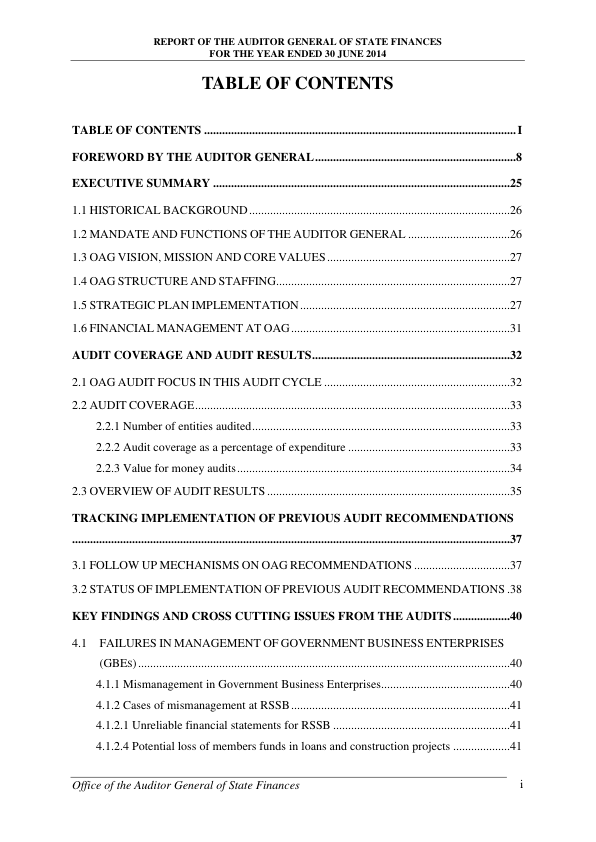 REPORT OF THE AUDITOR GENERAL OF STATE FINANCES
FOR THE YEAR ENDED 30 JUNE 2014
TABLE OF CONTENTS
TABLE OF CONTENTS ........................................................................................................ I
FOREWORD BY THE AUDITOR GENERAL ...................................................................8
EXECUTIVE SUMMARY ...................................................................................................25
1.1 HISTORICAL BACKGROUND .......................................................................................26
1.2 MANDATE AND FUNCTIONS OF THE AUDITOR GENERAL ..................................26
1.3 OAG VISION, MISSION AND CORE VALUES .............................................................27
1.4 OAG STRUCTURE AND STAFFING..............................................................................27
1.5 STRATEGIC PLAN IMPLEMENTATION ......................................................................27
1.6 FINANCIAL MANAGEMENT AT OAG .........................................................................31
AUDIT COVERAGE AND AUDIT RESULTS..................................................................32
2.1 OAG AUDIT FOCUS IN THIS AUDIT CYCLE ..............................................................32
2.2 AUDIT COVERAGE.........................................................................................................33
2.2.1 Number of entities audited......................................................................................33
2.2.2 Audit coverage as a percentage of expenditure ......................................................33
2.2.3 Value for money audits ...........................................................................................34
2.3 OVERVIEW OF AUDIT RESULTS .................................................................................35
TRACKING IMPLEMENTATION OF PREVIOUS AUDIT RECOMMENDATIONS
..................................................................................................................................................37
3.1 FOLLOW UP MECHANISMS ON OAG RECOMMENDATIONS ................................37
3.2 STATUS OF IMPLEMENTATION OF PREVIOUS AUDIT RECOMMENDATIONS .38
KEY FINDINGS AND CROSS CUTTING ISSUES FROM THE AUDITS ...................40
4.1 FAILURES IN MANAGEMENT OF GOVERNMENT BUSINESS ENTERPRISES
(GBEs) ............................................................................................................................40
4.1.1 Mismanagement in Government Business Enterprises...........................................40
4.1.2 Cases of mismanagement at RSSB .........................................................................41
4.1.2.1 Unreliable financial statements for RSSB ...........................................................41
4.1.2.4 Potential loss of members funds in loans and construction projects ...................41
Office of the Auditor General of State Finances i